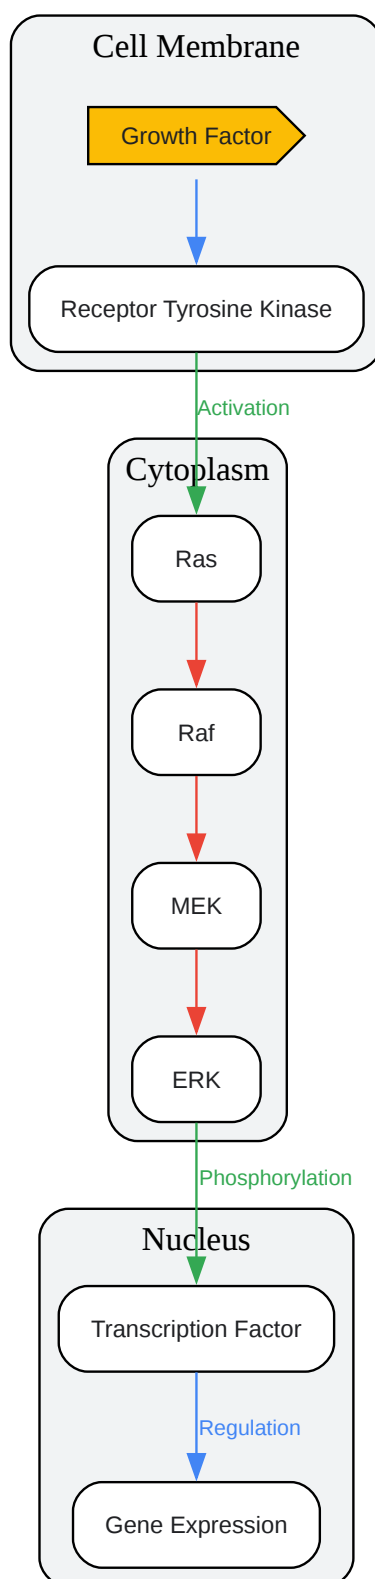 Cell Membrane
Growth Factor
Receptor Tyrosine Kinase
Activation
Cytoplasm
Ras
Raf
MEK
ERK
Phosphorylation
Nucleus
Transcription Factor
Regulation
Gene Expression